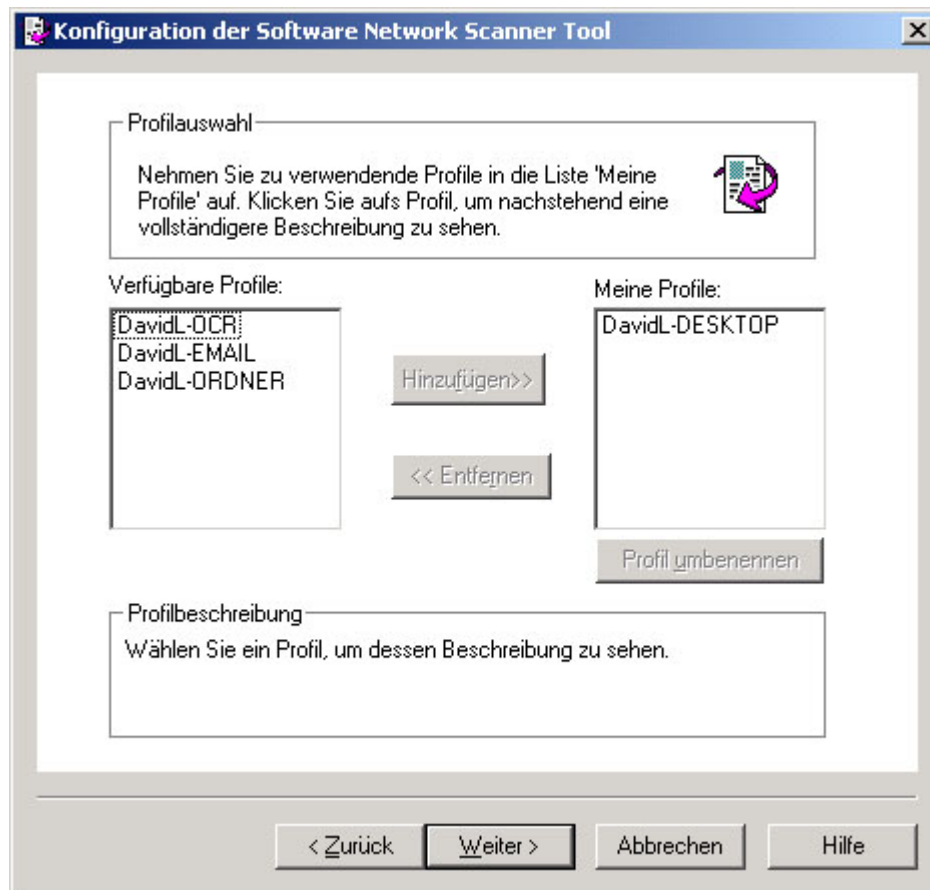 Konfiguration der Software Network Scanner Tool
Profilauswahl
Nehmen Sie zu verwendende Profile in die Liste 'Meine
Profile' auf. Klicken Sie aufs Profil, um nachstehend eine
vollständigere Beschreibung zu sehen.
Verfügbare Profile:
Meine Profile:
DavidL-OCR
DavidL-EMAIL
DavidL-ORDNER
DavidL-DESKTOP
Hinzufügen>>
<< Entfernen
Profil umbenennen
Profilbeschreibung
Wählen Sie ein Profil, um dessen Beschreibung zu sehen.
< Zurück
Weiter >
Abbrechen
Hilfe